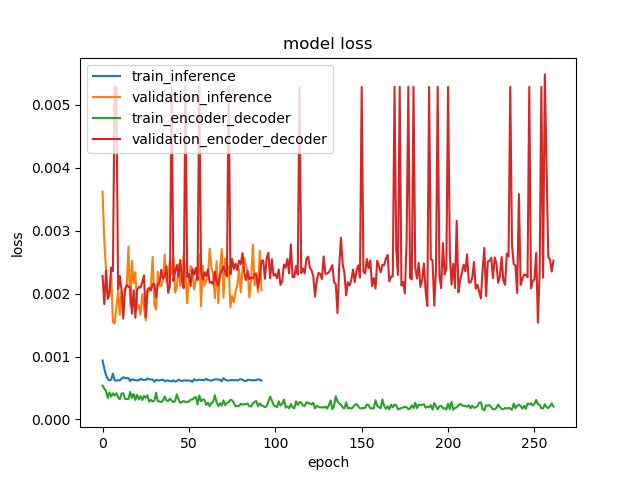 model loss
train_inference
validation_inference
train_encoder_decoder
validation_encoder_decoder
0.005
0.004
0.003
0.002
0.001
0.000
loss
0 50 100 150 200 250
epoch